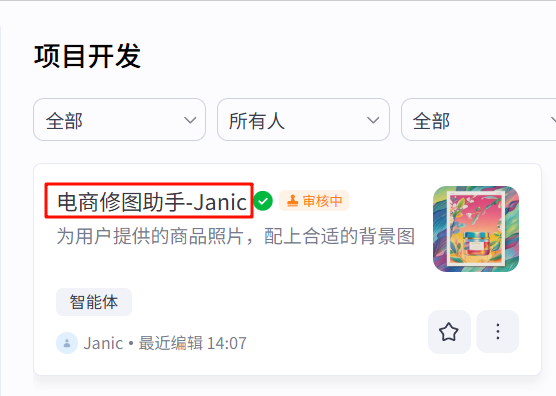 项目开发
全部 所有人 全部
电商修图助手-Janic 审核中
为用户提供的商品照片，配上合适的背景图
智能体
Janic • 最近编辑 14:07